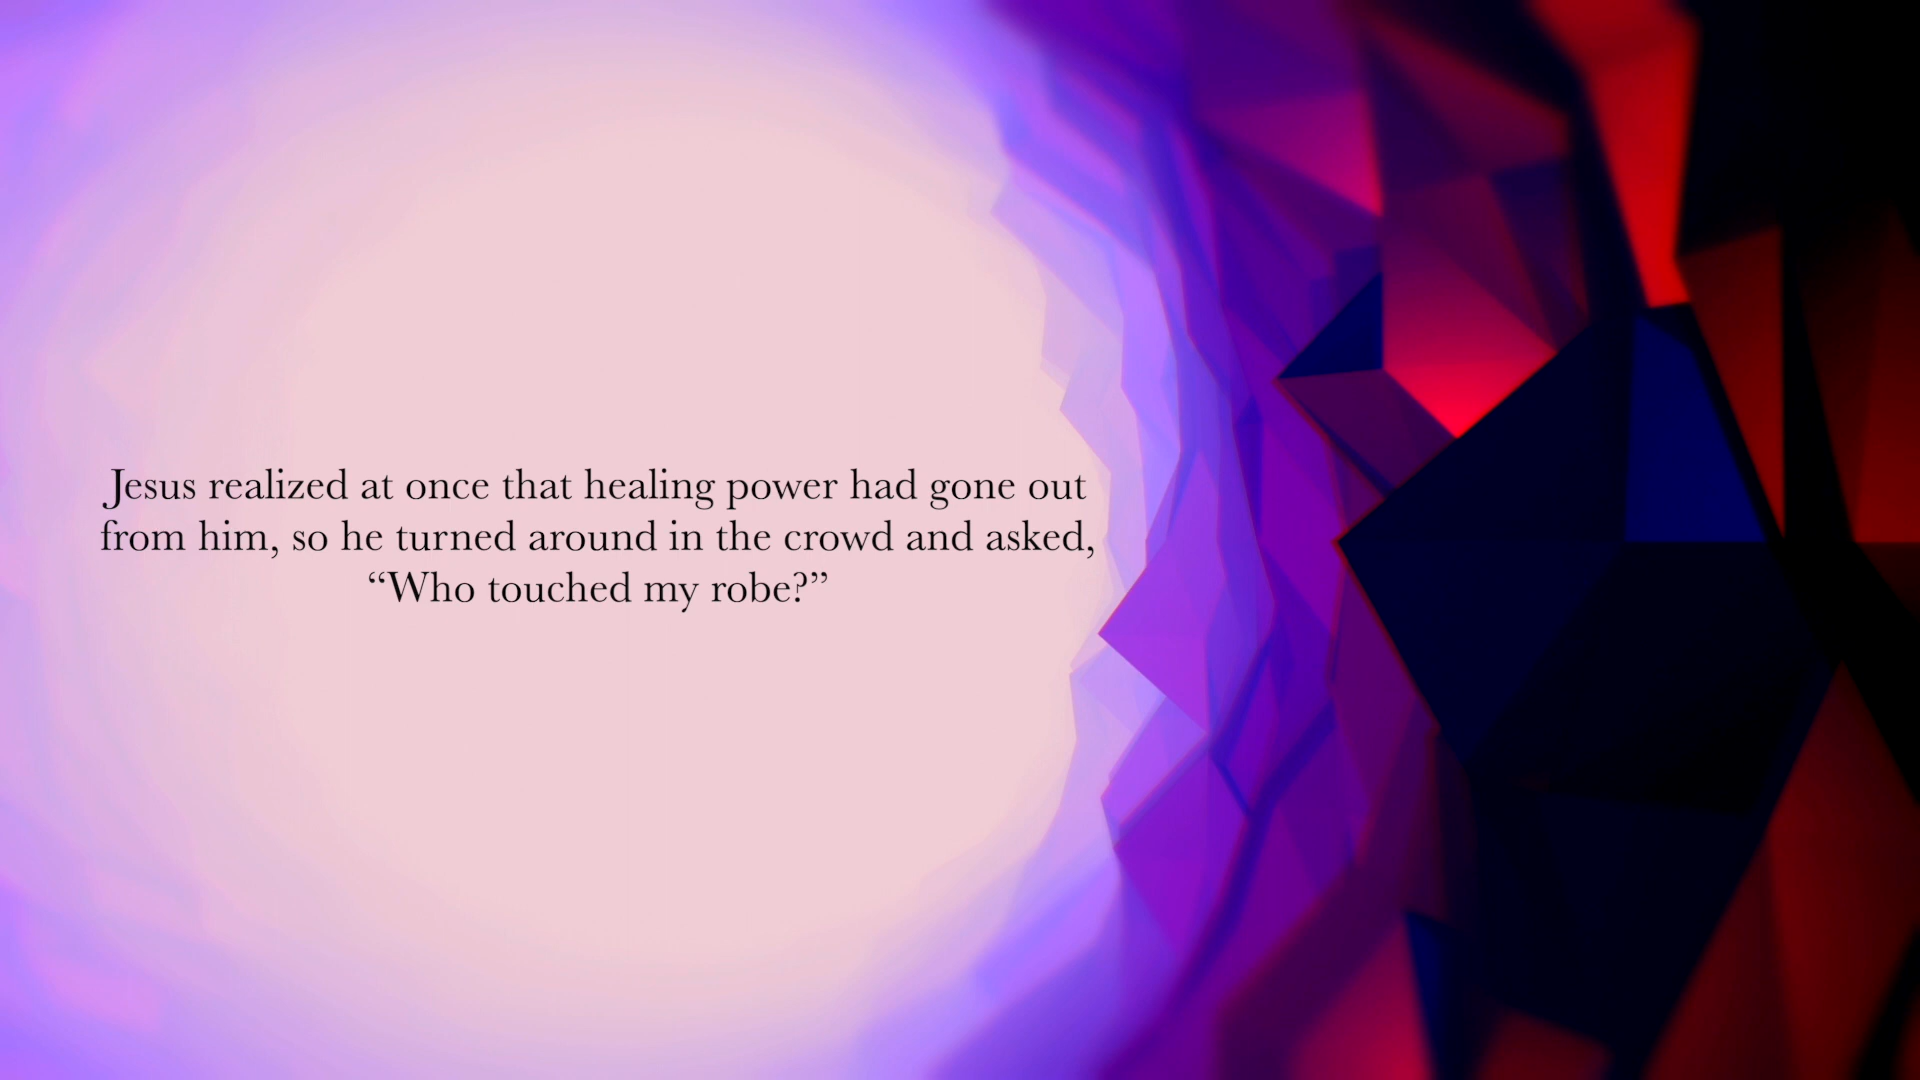 Jesus realized at once that healing power had gone out
from him, so he turned around in the crowd and asked,
“Who touched my robe?”